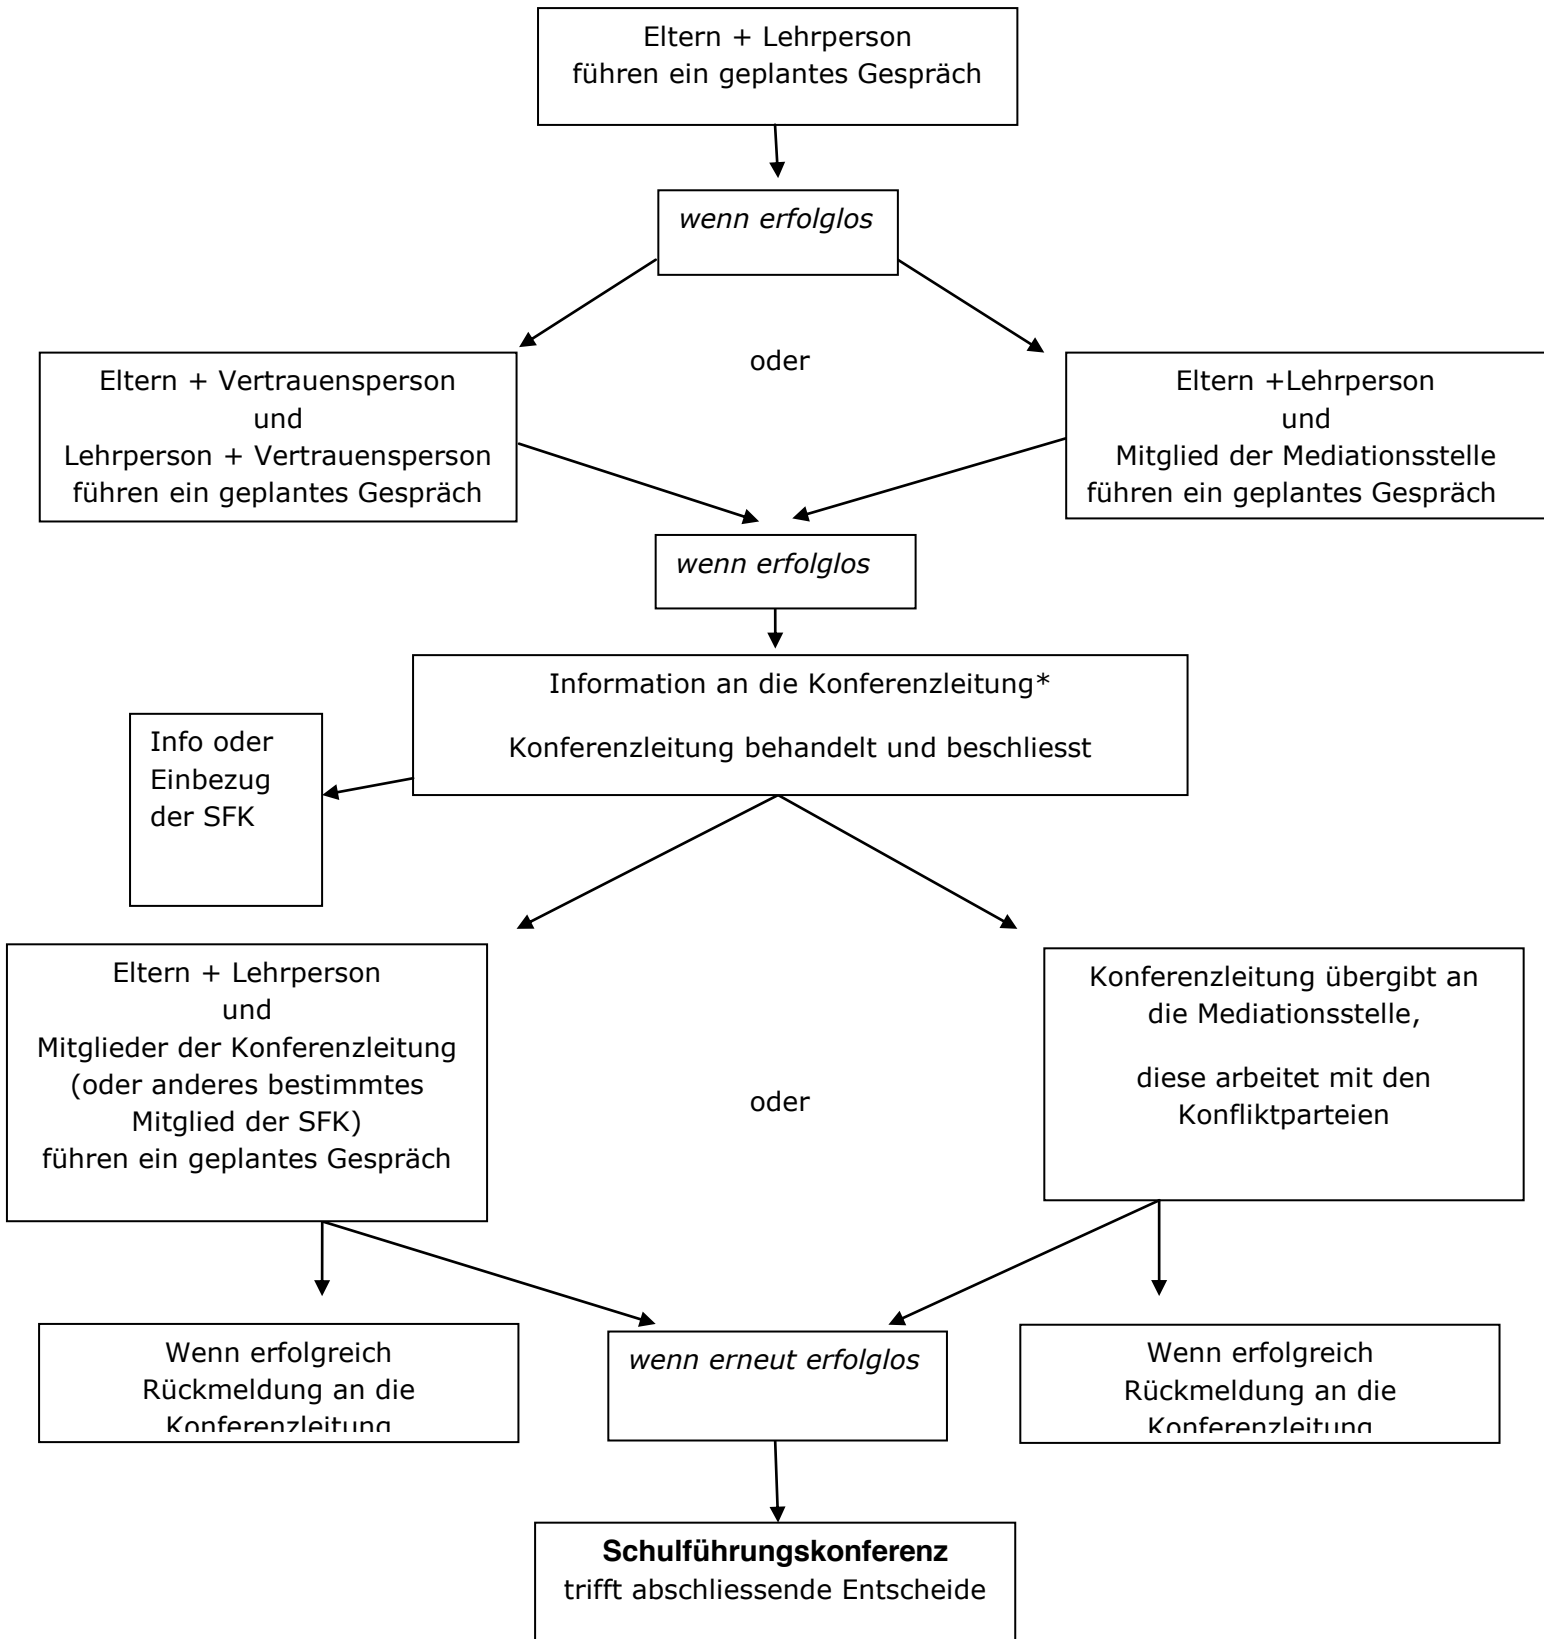 Eltern + Lehrperson
führen ein geplantes Gespräch
wenn erfolglos
oder
Eltern + Vertrauensperson
und
Lehrperson + Vertrauensperson
führen ein geplantes Gespräch
Eltern +Lehrperson
und
Mitglied der Mediationsstelle
führen ein geplantes Gespräch
wenn erfolglos
Information an die Konferenzleitung*
Konferenzleitung behandelt und beschliesst
Info oder
Einbezug
der SFK
Eltern + Lehrperson
und
Mitglieder der Konferenzleitung
(oder anderes bestimmtes
Mitglied der SFK)
führen ein geplantes Gespräch
oder
Konferenzleitung übergibt an
die Mediationsstelle,
diese arbeitet mit den
Konfliktparteien
Wenn erfolgreich
Rückmeldung an die
Konferenzleitung
wenn erneut erfolglos
Wenn erfolgreich
Rückmeldung an die
Konferenzleitung
Schulführungskonferenz
trifft abschliessende Entscheide